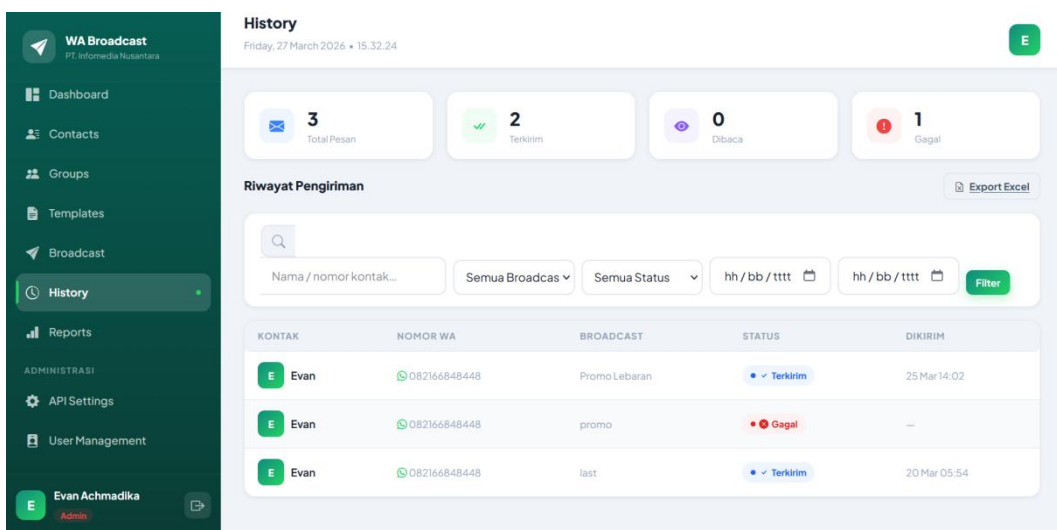 WA Broadcast
PT. Infomedia Nusantara
Dashboard
Contacts
Groups
Templates
Broadcast
History
Reports
ADMINISTRASI
API Settings
User Management
E
Evan Achmadika
Admin
History
Friday, 27 March 2026 • 15.32.24
E
3
Total Pesan
2
Terkirim
0
Dibaca
1
Gagal
Riwayat Pengiriman
Export Excel
Nama / nomor kontak...
Semua Broadcas
Semua Status
hh / bb / tttt
hh / bb / tttt
Filter
KONTAK NOMOR WA BROADCAST STATUS DIKIRIM
E Evan 082166848448 Promo Lebaran Terkirim 25 Mar 14:02
E Evan 082166848448 promo Gagal —
E Evan 082166848448 last Terkirim 20 Mar 05:54